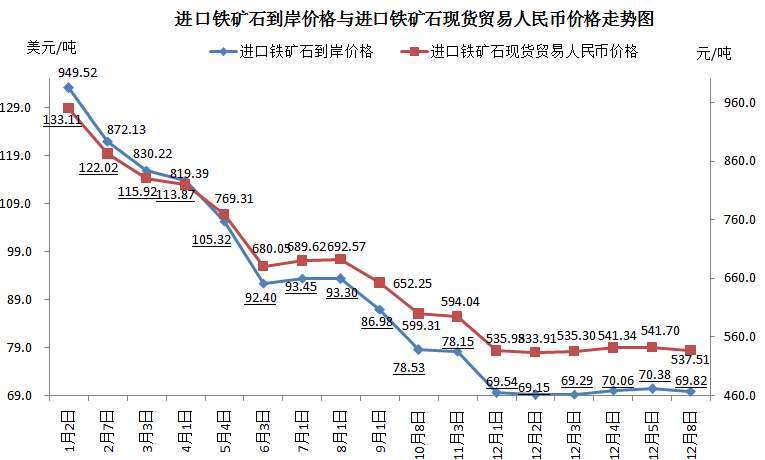 进口铁矿石到岸价格与进口铁矿石现货贸易人民币价格走势图
美元/吨
元/吨
进口铁矿石到岸价格
进口铁矿石现货贸易人民币价格
129.0
119.0
109.0
99.0
89.0
79.0
69.0
960.0
860.0
760.0
660.0
560.0
460.0
949.52
872.13
830.22
819.39
769.31
680.05
689.62
692.57
652.25
599.31
594.04
535.98
533.91
535.30
541.34
541.70
537.51
133.11
122.02
115.92
113.87
105.32
92.40
93.45
93.30
86.98
78.53
78.15
69.54
69.15
69.29
70.06
70.38
69.82
1月2日
2月7日
3月3日
4月1日
5月4日
6月3日
7月1日
8月1日
9月1日
10月8日
11月3日
12月1日
12月2日
12月3日
12月4日
12月5日
12月8日